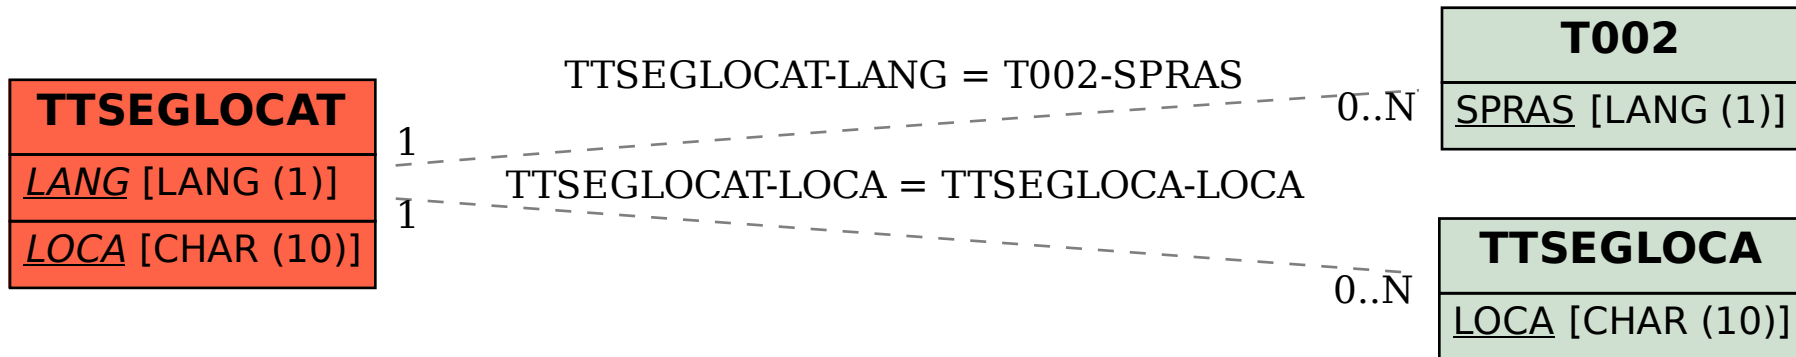 TTSEGLOCAT
LANG [LANG (1)]
LOCA [CHAR (10)]
TTSEGLOCAT-LANG = T002-SPRAS
1
0..N
TTSEGLOCAT-LOCA = TTSEGLOCA-LOCA
1
0..N
T002
SPRAS [LANG (1)]
TTSEGLOCA
LOCA [CHAR (10)]